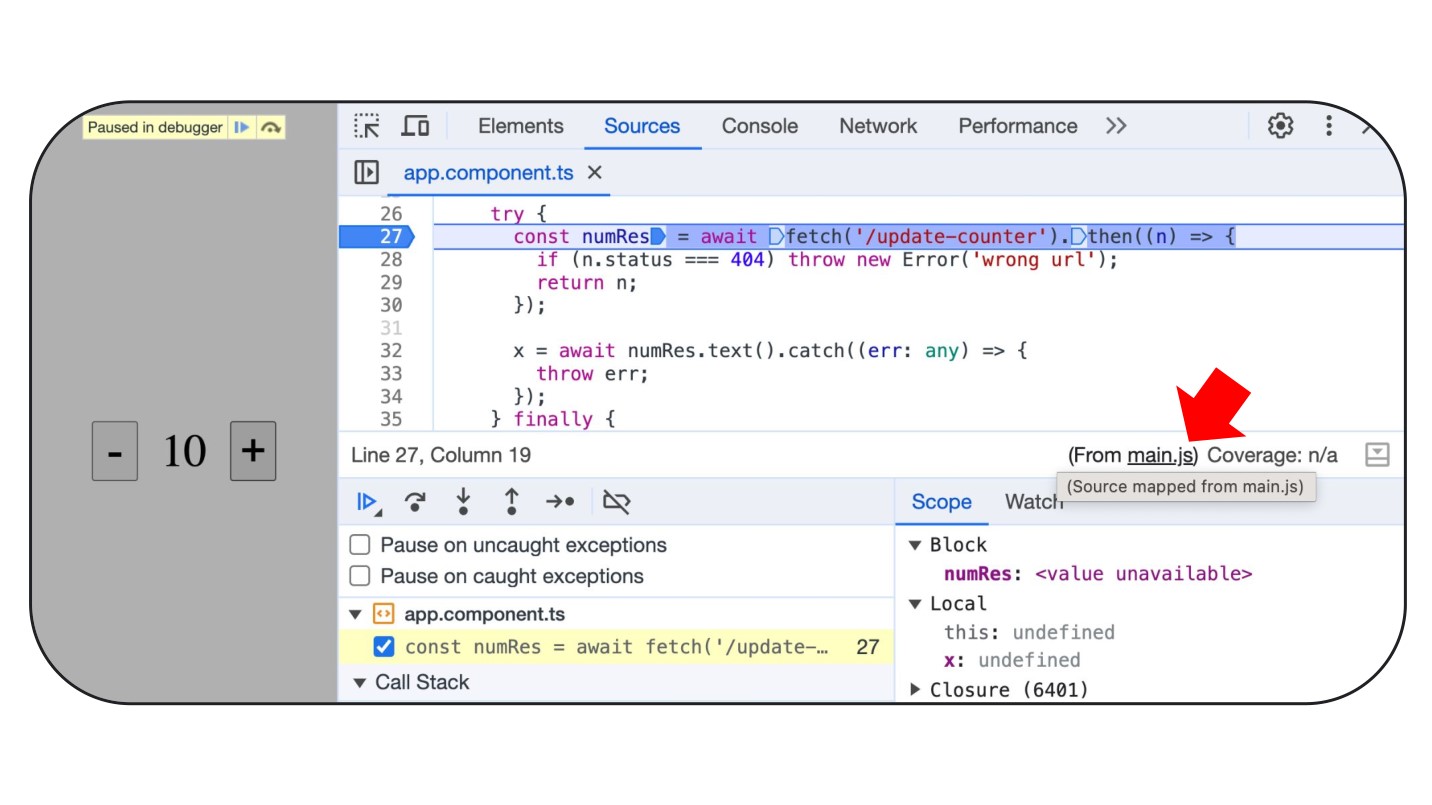 Paused in debugger
- 10 +
Elements Sources Console Network Performance >>
app.component.ts ×
26 try {
27 const numRes = await fetch('/update-counter').then((n) => {
28 if (n.status === 404) throw new Error('wrong url');
29 return n;
30 });
31
32 x = await numRes.text().catch((err: any) => {
33 throw err;
34 });
35 } finally {
Line 27, Column 19 (From main.js) Coverage: n/a
(Source mapped from main.js)
Scope Watch
Pause on uncaught exceptions
Pause on caught exceptions
app.component.ts
const numRes = await fetch('/update-… 27
Call Stack
Block
numRes: <value unavailable>
Local
this: undefined
x: undefined
Closure (6401)